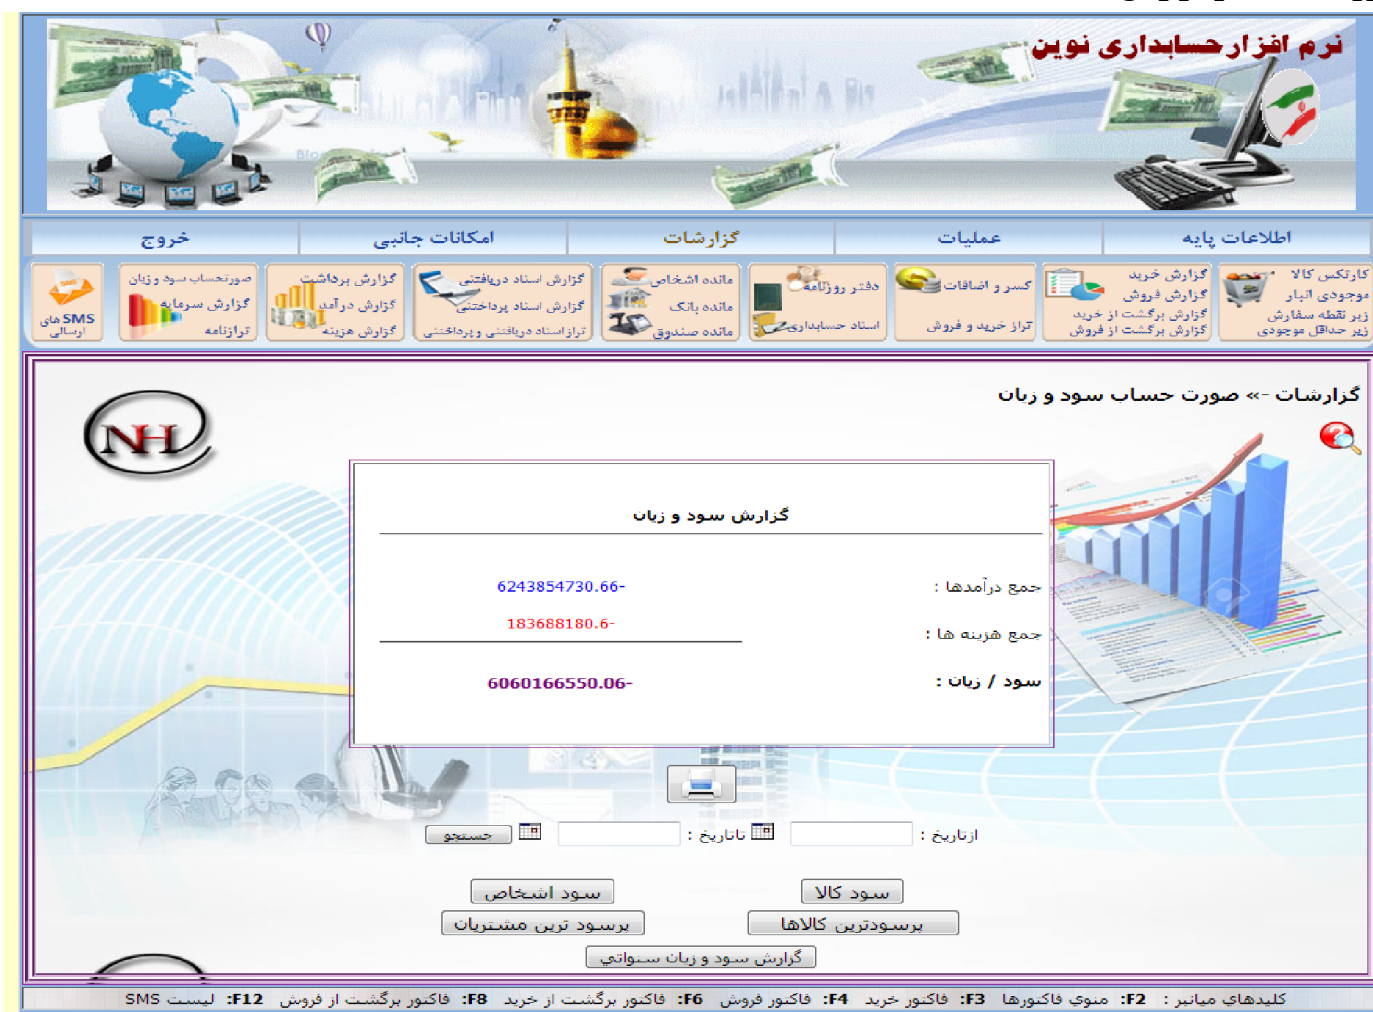 نرم افزار حسابداری نوین
اطلاعات پایه
عملیات
گزارشات
امکانات جانبی
خروج
کارتکس کالا
موجودی انبار
زیر نقطه سفارش
زیر حداقل موجودی
گزارش خرید
گزارش فروش
گزارش برگشت از خرید
گزارش برگشت از فروش
کسر و اضافات
تراز خرید و فروش
دفتر روزنامه
اسناد حسابداری
مانده اشخاص
مانده بانک
مانده صندوق
گزارش اسناد دریافتنی
گزارش اسناد پرداختنی
تراز اسناد دریافتنی و پرداختنی
گزارش برداشت
گزارش درآمد
گزارش هزینه
صورتحساب سود و زیان
گزارش سرمایه
ترازنامه
SMS های
ارسالی
گزارشات -» صورت حساب سود و زیان
NH
گزارش سود و زیان
جمع درآمدها : 6243854730.66-
جمع هزینه ها : 183688180.6-
سود / زیان : 6060166550.06-
ازتاریخ : تاتاریخ : جستجو
سود کالا سود اشخاص
پرسودترین کالاها پرسود ترین مشتریان
گزارش سود و زیان سنواتي
کلیدهاي میانبر : F2: منوي فاکتورها F3: فاکتور خرید F4: فاکتور فروش F6: فاکتور برگشت از خرید F8: فاکتور برگشت از فروش F12: لیست SMS